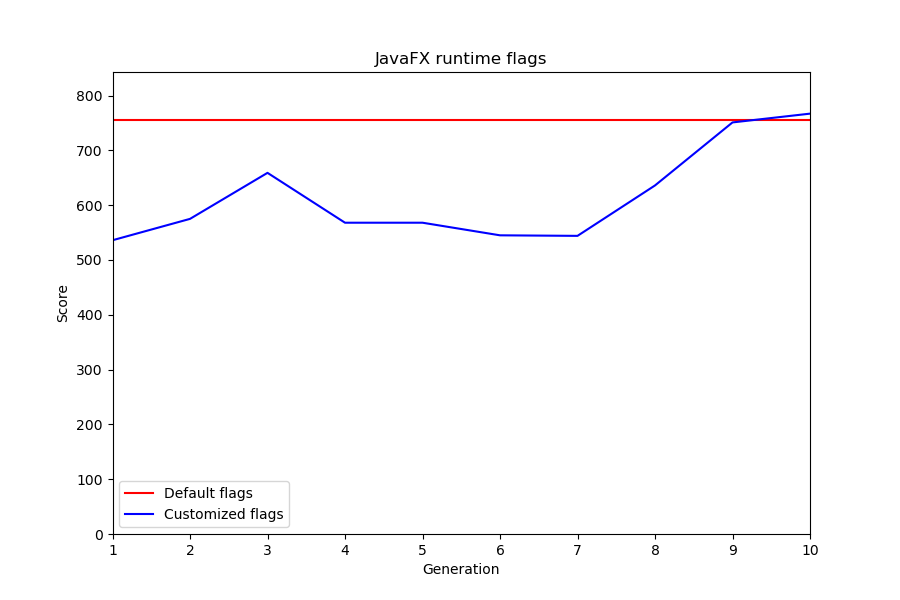 JavaFX runtime flags
800
700
600
500
400
300
200
100
0
Score
Default flags
Customized flags
1 2 3 4 5 6 7 8 9 10
Generation